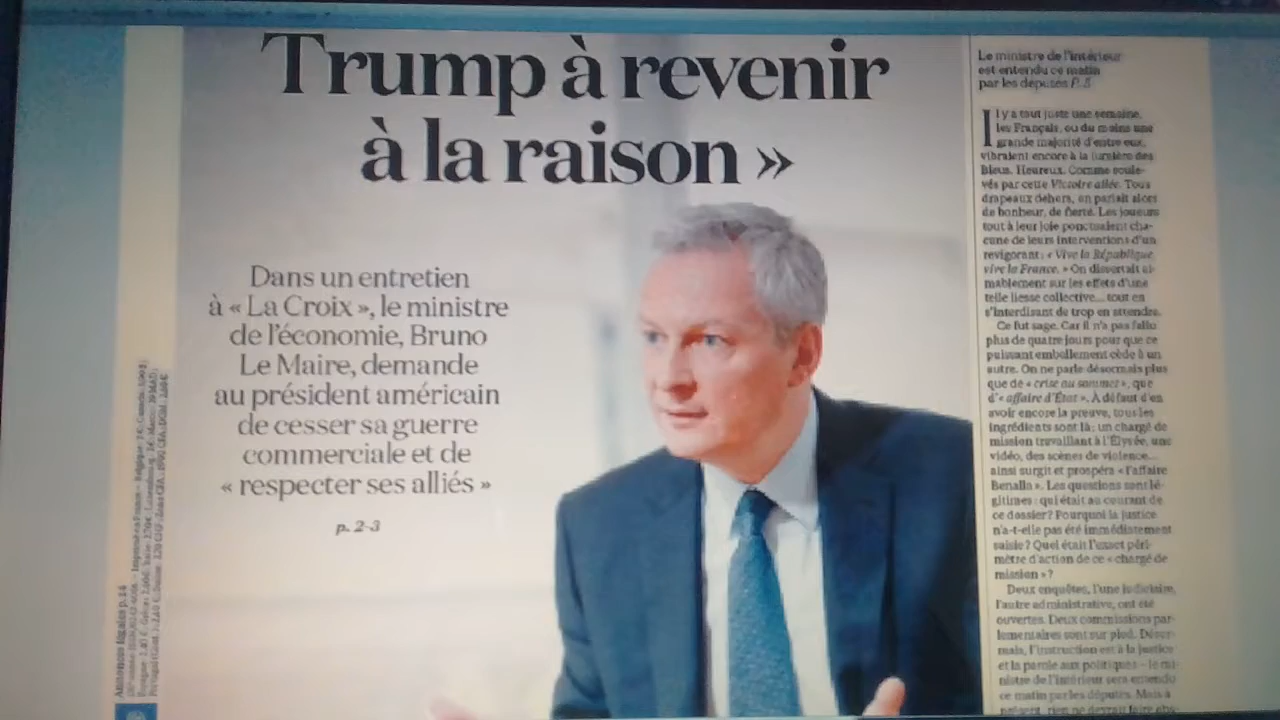 Trump à revenir
à la raison »
Dans un entretien
à « La Croix », le ministre
de l'économie, Bruno
Le Maire, demande
au président américain
de cesser sa guerre
commerciale et de
« respecter ses alliés »
p. 2-3
Le ministre de l'intérieur
est entendu ce matin
par les députés P. 5
Il y a tout juste une semaine,
les Français, ou du moins une
grande majorité d'entre eux,
vibraient encore à la lumière des
Bleus. Heureux. Comme soule-
vés par cette Victoire ailée. Tous
drapeaux dehors, on parlait alors
de bonheur, de fierté. Les joueurs
tout à leur joie ponctuaient cha-
cune de leurs interventions d'un
revigorant : « Vive la République,
vive la France. » On dissertait ai-
mablement sur les effets d'une
telle liesse collective... tout en
s'interdisant de trop en attendre.
Ce fut sage. Car il n'a pas fallu
plus de quatre jours pour que ce
puissant emballement cède à un
autre. On ne parle désormais plus
que de « crise au sommet », que
d'« affaire d'État ». À défaut d'en
avoir encore la preuve, tous les
ingrédients sont là : un chargé de
mission travaillant à l'Élysée, une
vidéo, des scènes de violence...
ainsi surgit et prospéra « l'affaire
Benalla ». Les questions sont lé-
gitimes : qui était au courant de
ce dossier ? Pourquoi la justice
n'a-t-elle pas été immédiatement
saisie ? Quel était l'exact péri-
mètre d'action de ce « chargé de
mission » ?
Deux enquêtes, l'une judiciaire,
l'autre administrative, ont été
ouvertes. Deux commissions par-
lementaires sont sur pied. Désor-
mais, l'instruction est à la justice
et la parole aux politiques – le mi-
nistre de l'intérieur sera entendu
ce matin par les députés. Mais à
présent, rien ne devrait faire obs-
Annonces légales p. 14